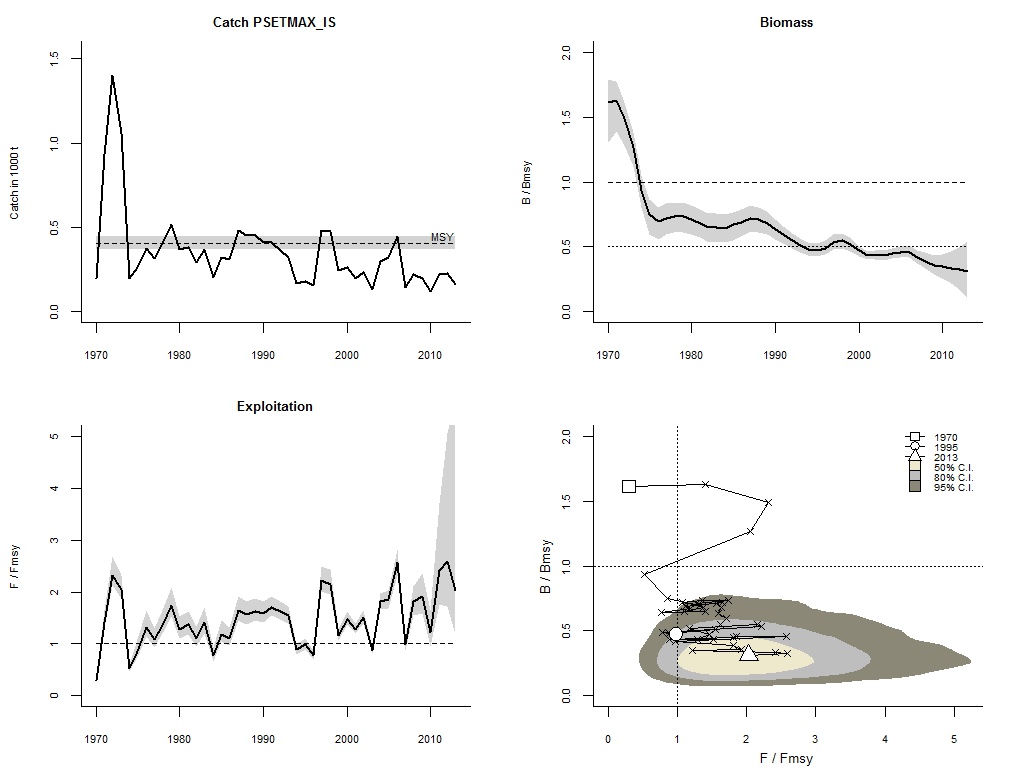 Catch PSETMAX_IS
Catch in 1000 t
1.5
1.0
0.5
0.0
MSY
1970 1980 1990 2000 2010
Biomass
B / Bmsy
2.0
1.5
1.0
0.5
0.0
1970 1980 1990 2000 2010
Exploitation
F / Fmsy
5
4
3
2
1
0
1970 1980 1990 2000 2010
B / Bmsy
2.0
1.5
1.0
0.5
0.0
1970
1995
2013
50% C.I.
80% C.I.
95% C.I.
0 1 2 3 4 5
F / Fmsy